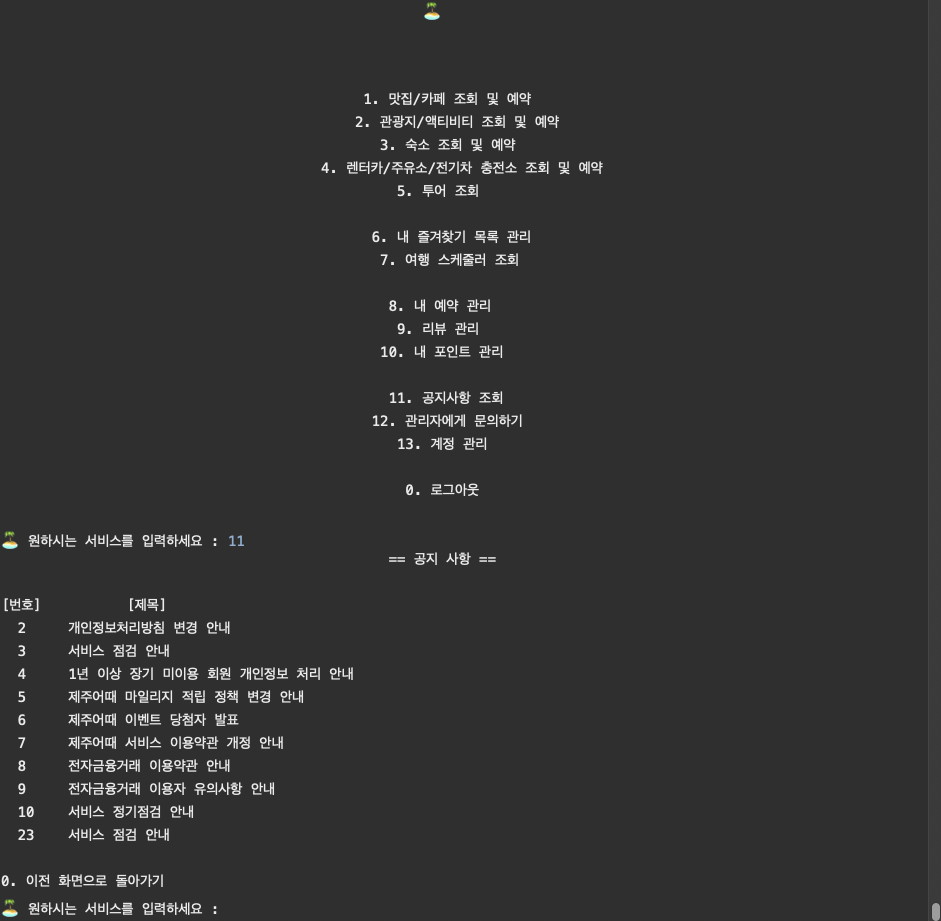 1. 맛집/카페 조회 및 예약
2. 관광지/액티비티 조회 및 예약
3. 숙소 조회 및 예약
4. 렌터카/주유소/전기차 충전소 조회 및 예약
5. 투어 조회
6. 내 즐겨찾기 목록 관리
7. 여행 스케줄러 조회
8. 내 예약 관리
9. 리뷰 관리
10. 내 포인트 관리
11. 공지사항 조회
12. 관리자에게 문의하기
13. 계정 관리
0. 로그아웃
🏝 원하시는 서비스를 입력하세요 : 11
== 공지 사항 ==
[번호] [제목]
2 개인정보처리방침 변경 안내
3 서비스 점검 안내
4 1년 이상 장기 미이용 회원 개인정보 처리 안내
5 제주어때 마일리지 적립 정책 변경 안내
6 제주어때 이벤트 당첨자 발표
7 제주어때 서비스 이용약관 개정 안내
8 전자금융거래 이용약관 안내
9 전자금융거래 이용자 유의사항 안내
10 서비스 정기점검 안내
23 서비스 점검 안내
0. 이전 화면으로 돌아가기
🏝 원하시는 서비스를 입력하세요 :